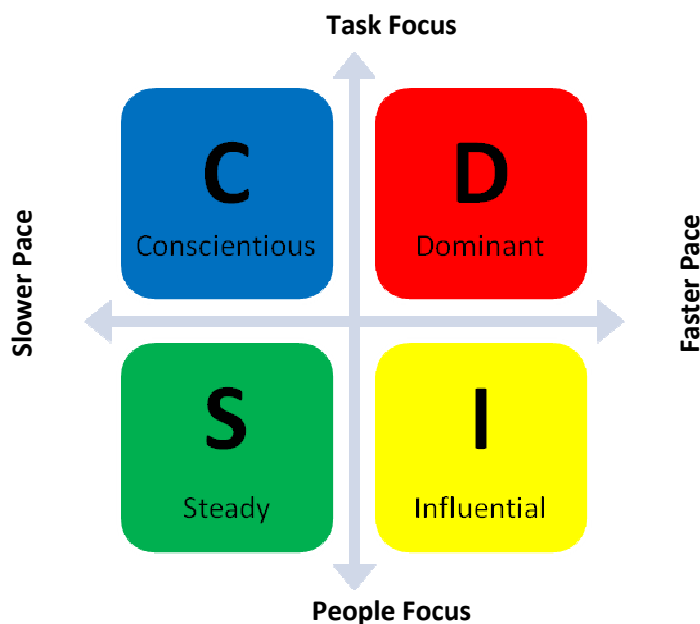 Task Focus
C
Conscientious
D
Dominant
Slower Pace
Faster Pace
S
Steady
I
Influential
People Focus